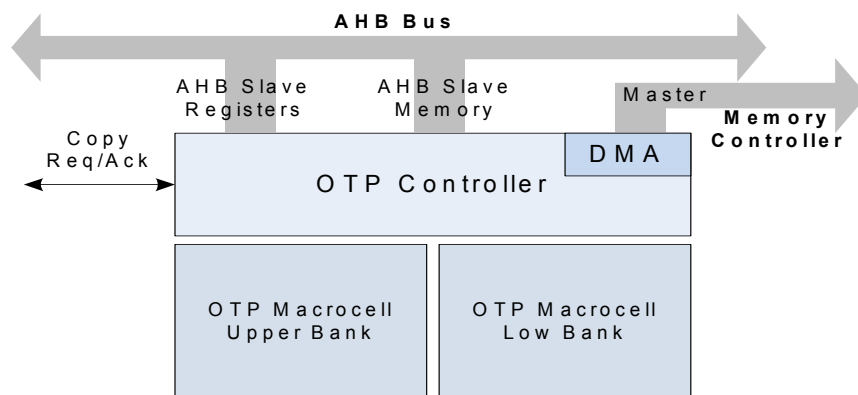 AHB Bus
AHB Slave
Registers
AHB Slave
Memory
Master
Memory
Controller
Copy
Req/Ack
DMA
OTP Controller
OTP Macrocell
Upper Bank
OTP Macrocell
Low Bank